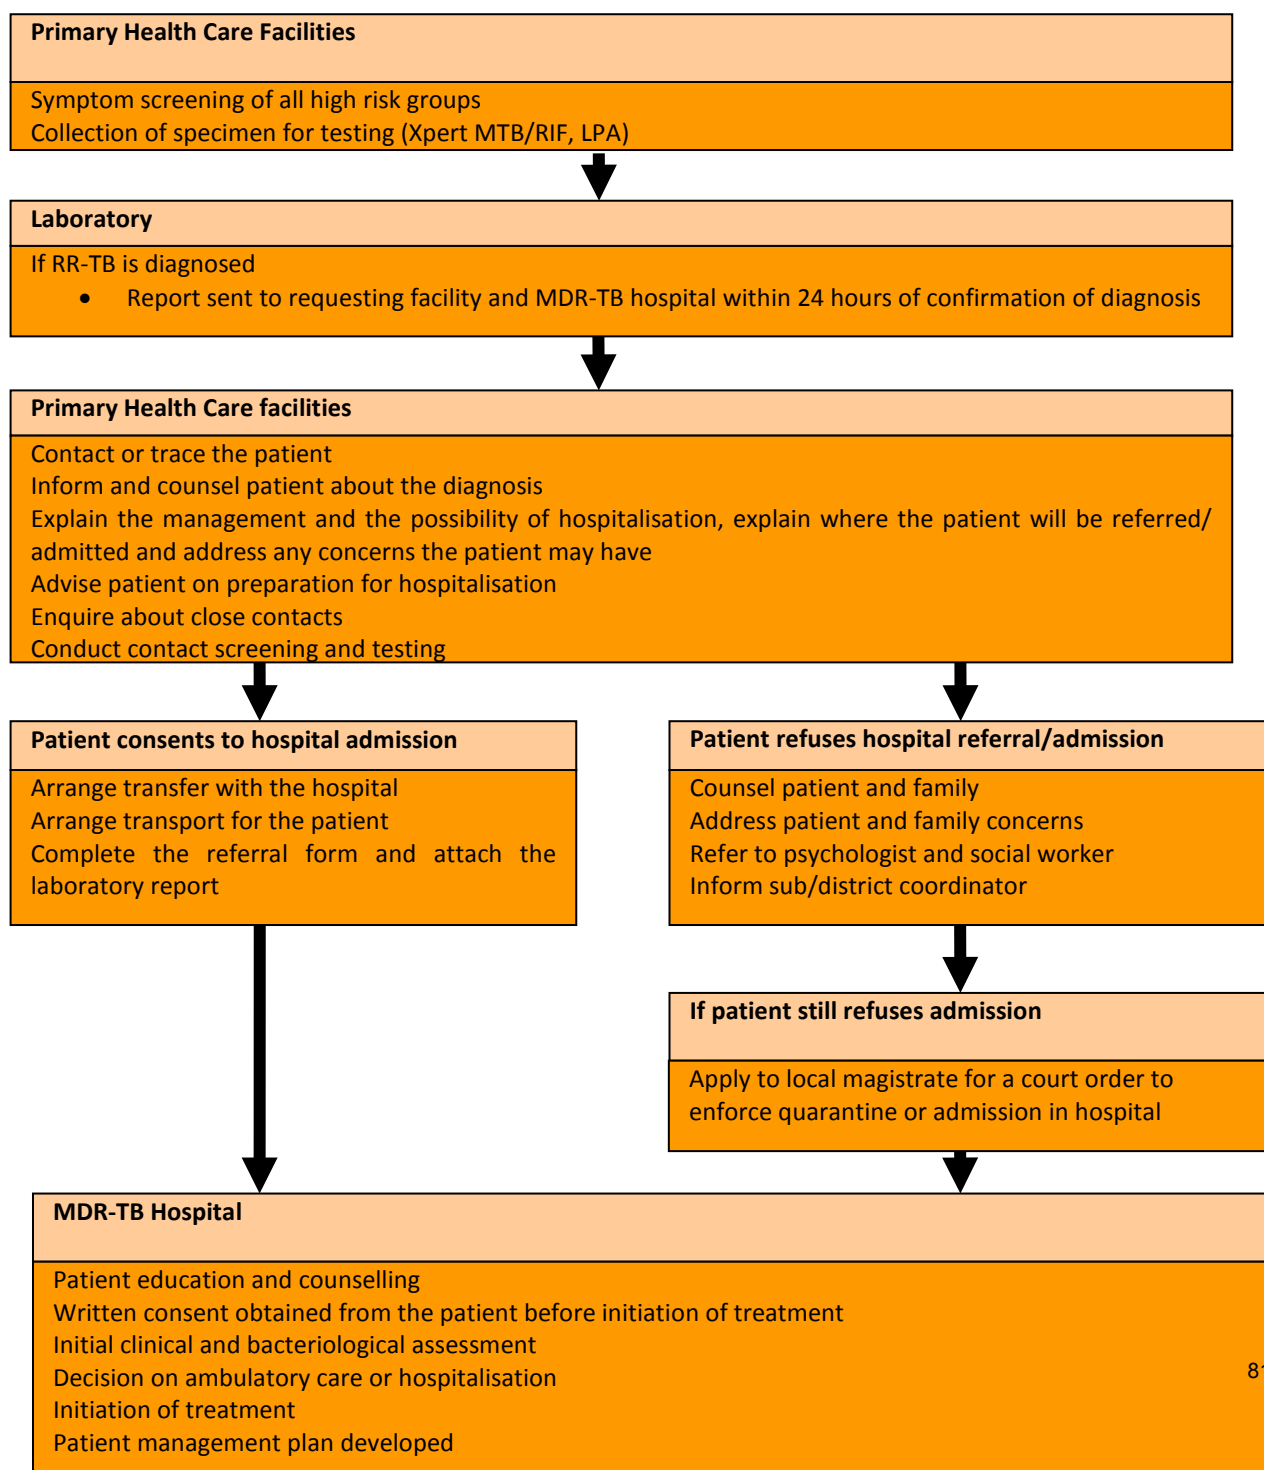 Primary Health Care Facilities
Symptom screening of all high risk groups
Collection of specimen for testing (Xpert MTB/RIF, LPA)
Laboratory
If RR-TB is diagnosed
• Report sent to requesting facility and MDR-TB hospital within 24 hours of confirmation of diagnosis
Primary Health Care facilities
Contact or trace the patient
Inform and counsel patient about the diagnosis
Explain the management and the possibility of hospitalisation, explain where the patient will be referred/
admitted and address any concerns the patient may have
Advise patient on preparation for hospitalisation
Enquire about close contacts
Conduct contact screening and testing
Patient consents to hospital admission
Arrange transfer with the hospital
Arrange transport for the patient
Complete the referral form and attach the
laboratory report
Patient refuses hospital referral/admission
Counsel patient and family
Address patient and family concerns
Refer to psychologist and social worker
Inform sub/district coordinator
If patient still refuses admission
Apply to local magistrate for a court order to
enforce quarantine or admission in hospital
MDR-TB Hospital
Patient education and counselling
Written consent obtained from the patient before initiation of treatment
Initial clinical and bacteriological assessment
Decision on ambulatory care or hospitalisation
Initiation of treatment
Patient management plan developed
81